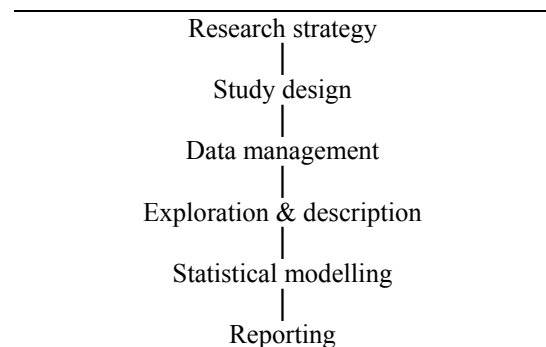 Research strategy
Study design
Data management
Exploration & description
Statistical modelling
Reporting